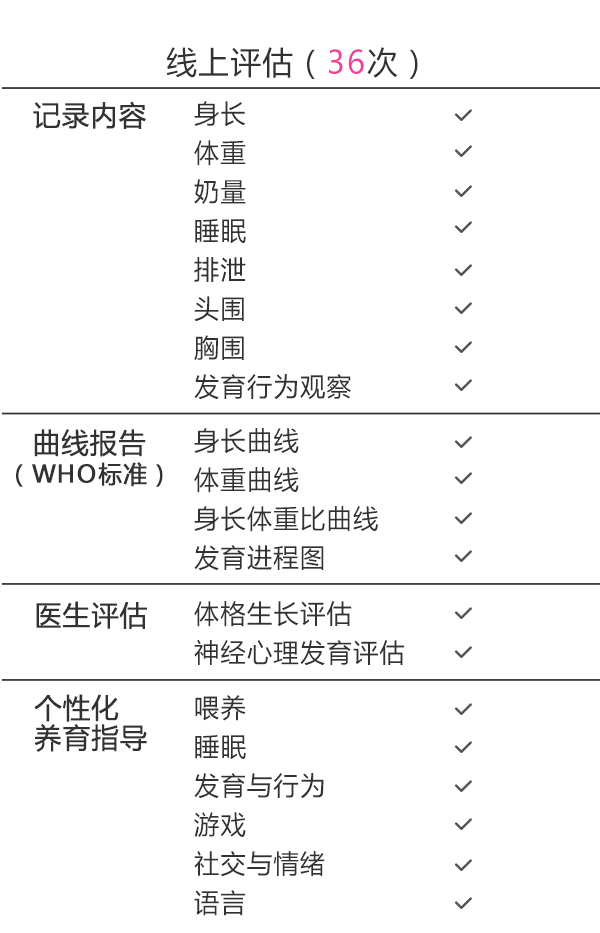 线上评估（36次）
记录内容 身长 ✓
体重 ✓
奶量 ✓
睡眠 ✓
排泄 ✓
头围 ✓
胸围 ✓
发育行为观察 ✓
曲线报告 身长曲线 ✓
（WHO标准） 体重曲线 ✓
身长体重比曲线 ✓
发育进程图 ✓
医生评估 体格生长评估 ✓
神经心理发育评估 ✓
个性化 喂养 ✓
养育指导 睡眠 ✓
发育与行为 ✓
游戏 ✓
社交与情绪 ✓
语言 ✓